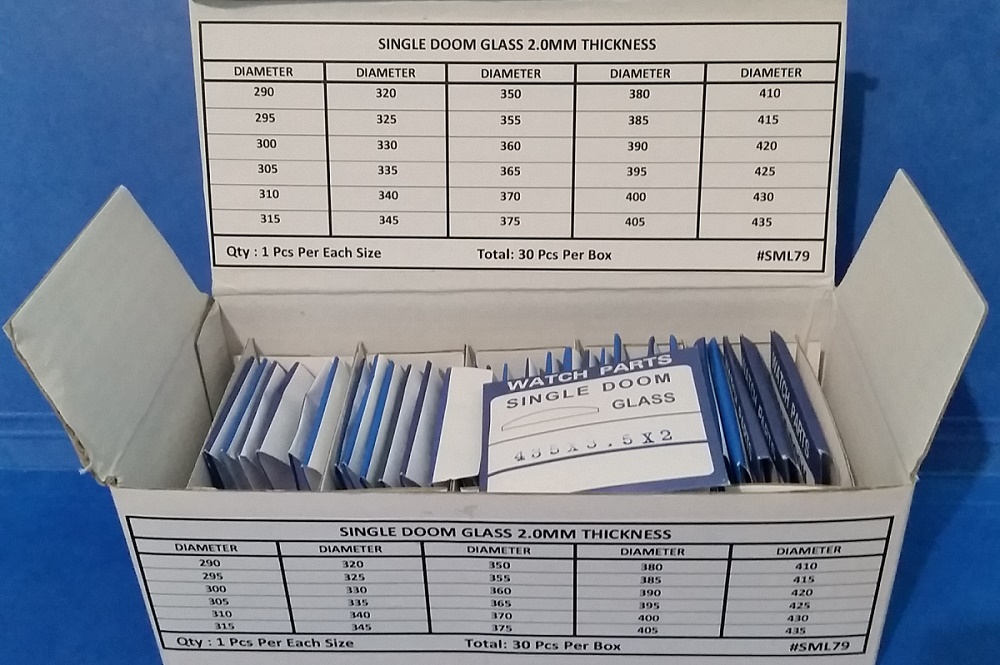 SINGLE DOOM GLASS 2.0MM THICKNESS
DIAMETER DIAMETER DIAMETER DIAMETER DIAMETER
290 320 350 380 410
295 325 355 385 415
300 330 360 390 420
305 335 365 395 425
310 340 370 400 430
315 345 375 405 435
Qty : 1 Pcs Per Each Size Total: 30 Pcs Per Box #SML79
WATCH PARTS
SINGLE DOOM
GLASS
435X3.5X2
WATCH PARTS
SINGLE DOOM GLASS 2.0MM THICKNESS
DIAMETER DIAMETER DIAMETER DIAMETER DIAMETER
290 320 350 380 410
295 325 355 385 415
300 330 360 390 420
305 335 365 395 425
310 340 370 400 430
315 345 375 405 435
Qty : 1 Pcs Per Each Size Total: 30 Pcs Per Box #SML79